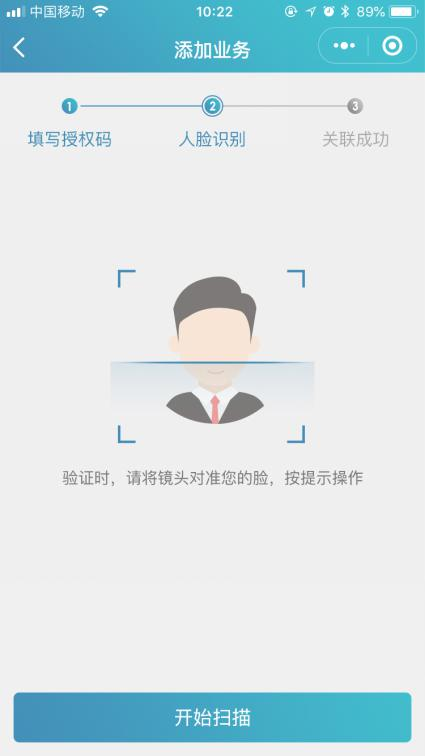 中国移动
10:22
89%
添加业务
1
2
3
填写授权码
人脸识别
关联成功
验证时，请将镜头对准您的脸，按提示操作
开始扫描